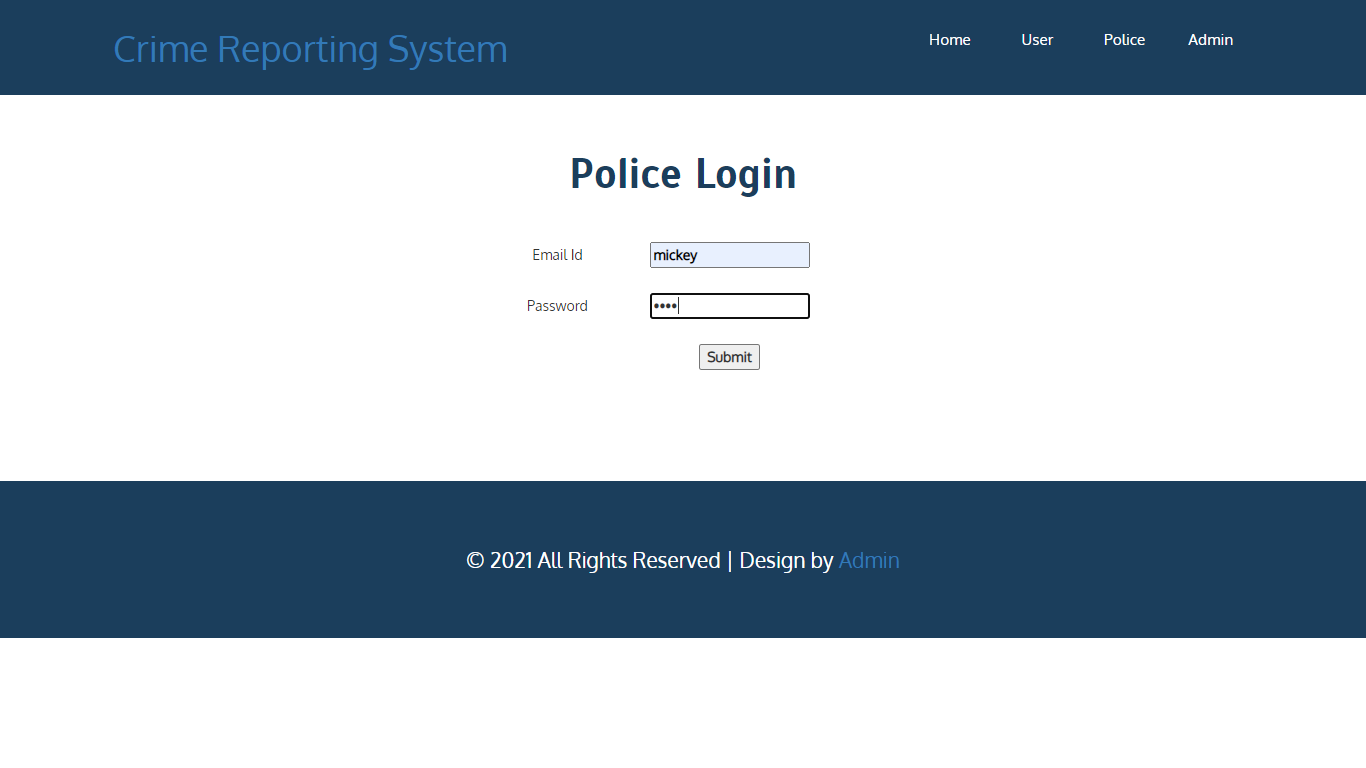 Crime Reporting System
Home User Police Admin
Police Login
Email Id mickey
Password ••••
Submit
© 2021 All Rights Reserved | Design by Admin